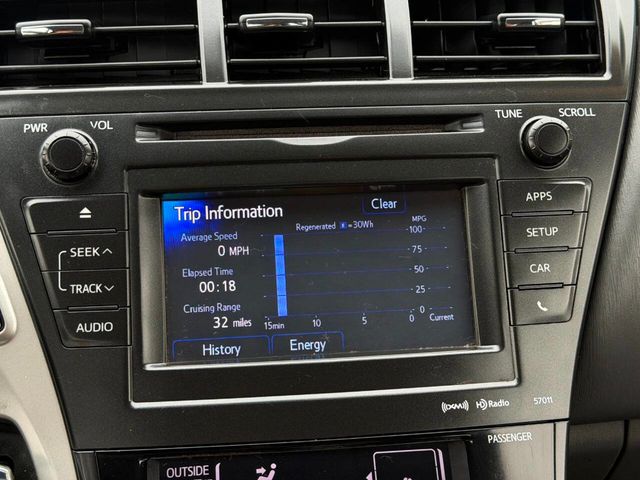 PWR VOL
TUNE SCROLL
SEEK
TRACK
AUDIO
APPS
SETUP
CAR
Trip Information
Clear
Average Speed
0 MPH
Elapsed Time
00:18
Cruising Range
32 miles
Regenerated E = 30Wh
MPG
100
75
50
25
0
15min 10 5 0 Current
History
Energy
((XM)) HD Radio 57011
PASSENGER
OUTSIDE